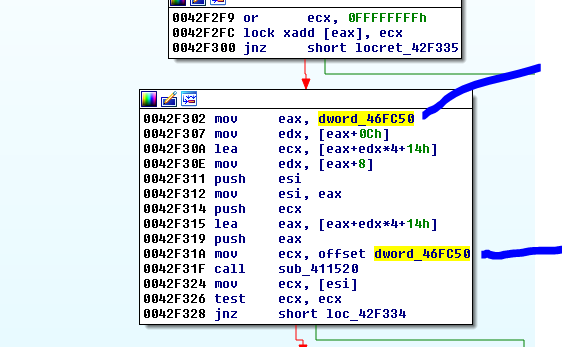 0042F2F9 or ecx, 0FFFFFFFFh
0042F2FC lock xadd [eax], ecx
0042F300 jnz short locret_42F335
0042F302 mov eax, dword_46FC50
0042F307 mov edx, [eax+0Ch]
0042F30A lea ecx, [eax+edx*4+14h]
0042F30E mov edx, [eax+8]
0042F311 push esi
0042F312 mov esi, eax
0042F314 push ecx
0042F315 lea eax, [eax+edx*4+14h]
0042F319 push eax
0042F31A mov ecx, offset dword_46FC50
0042F31F call sub_411520
0042F324 mov ecx, [esi]
0042F326 test ecx, ecx
0042F328 jnz short loc_42F334